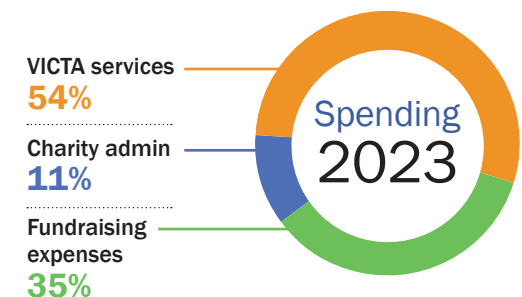 VICTA services
54%
Charity admin
11%
Fundraising
expenses
35%
Spending
2023